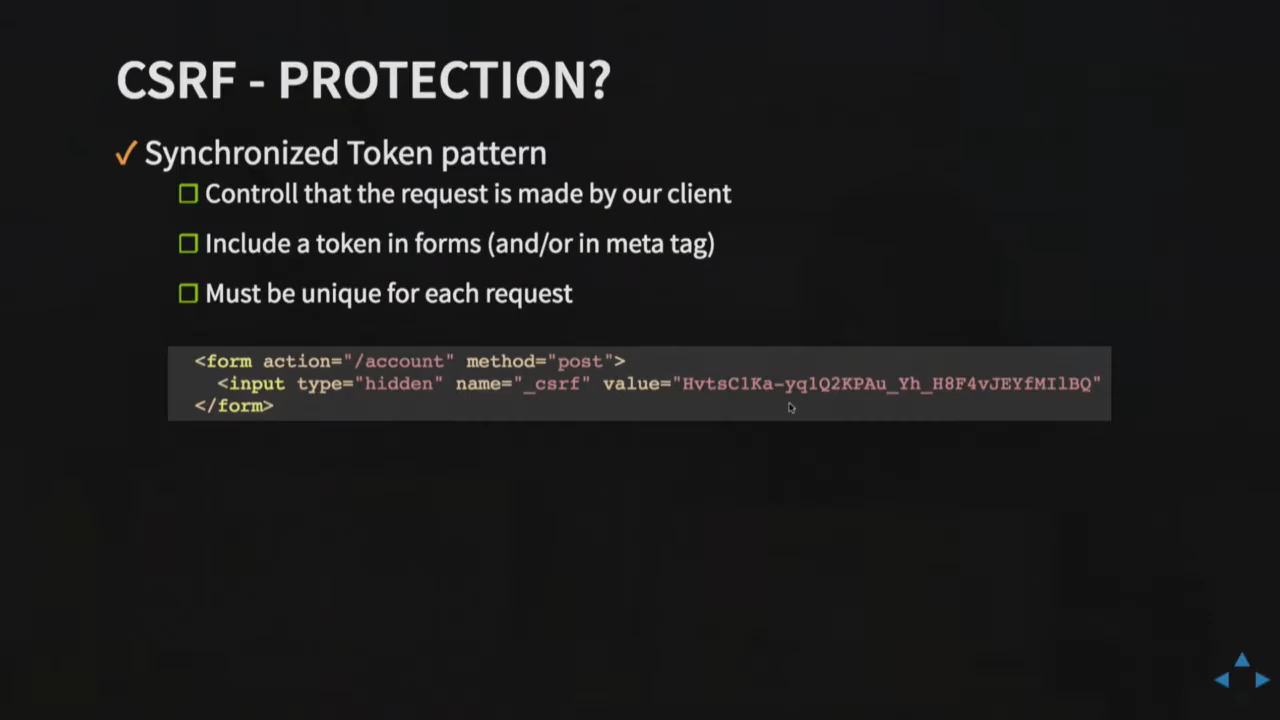 CSRF - PROTECTION?
Synchronized Token pattern
Controll that the request is made by our client
Include a token in forms (and/or in meta tag)
Must be unique for each request
<form action="/account" method="post">
<input type="hidden" name="_csrf" value="HvtsC1Ka-yq1Q2KPAu_Yh_H8F4vJEYfMIlBQ"
</form>